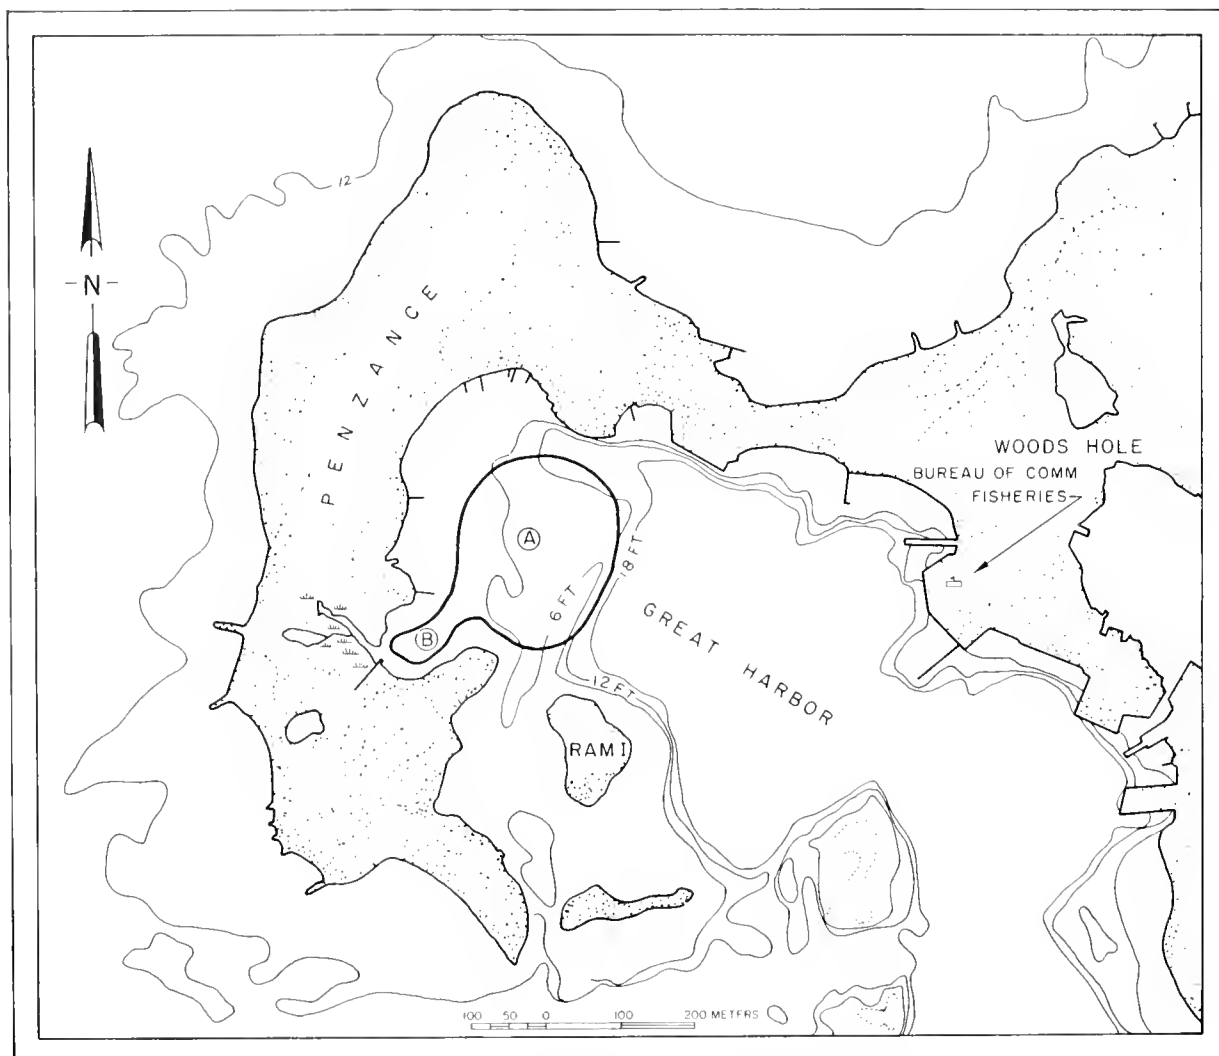 12
N
PENZANCE
WOODS HOLE
BUREAU OF COMM
FISHERIES
A
18 FT
6 FT
B
GREAT HARBOR
12 FT
RAM I
100 50 0 100 200 METERS